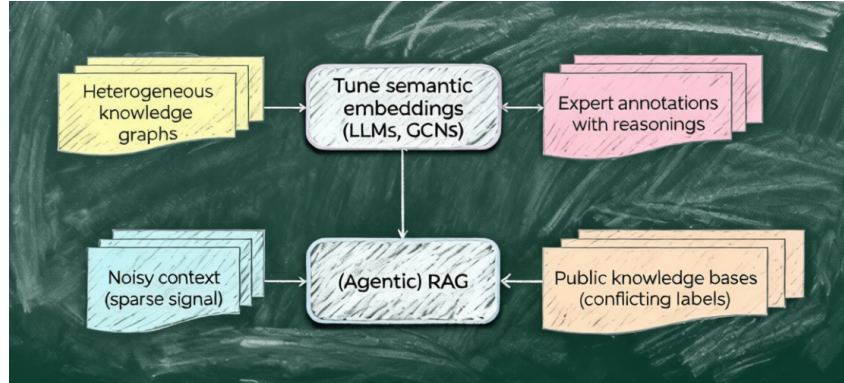 Heterogeneous
knowledge
graphs
Tune semantic
embeddings
(LLMs, GCNs)
Expert annotations
with reasonings
Noisy context
(sparse signal)
(Agentic) RAG
Public knowledge bases
(conflicting labels)